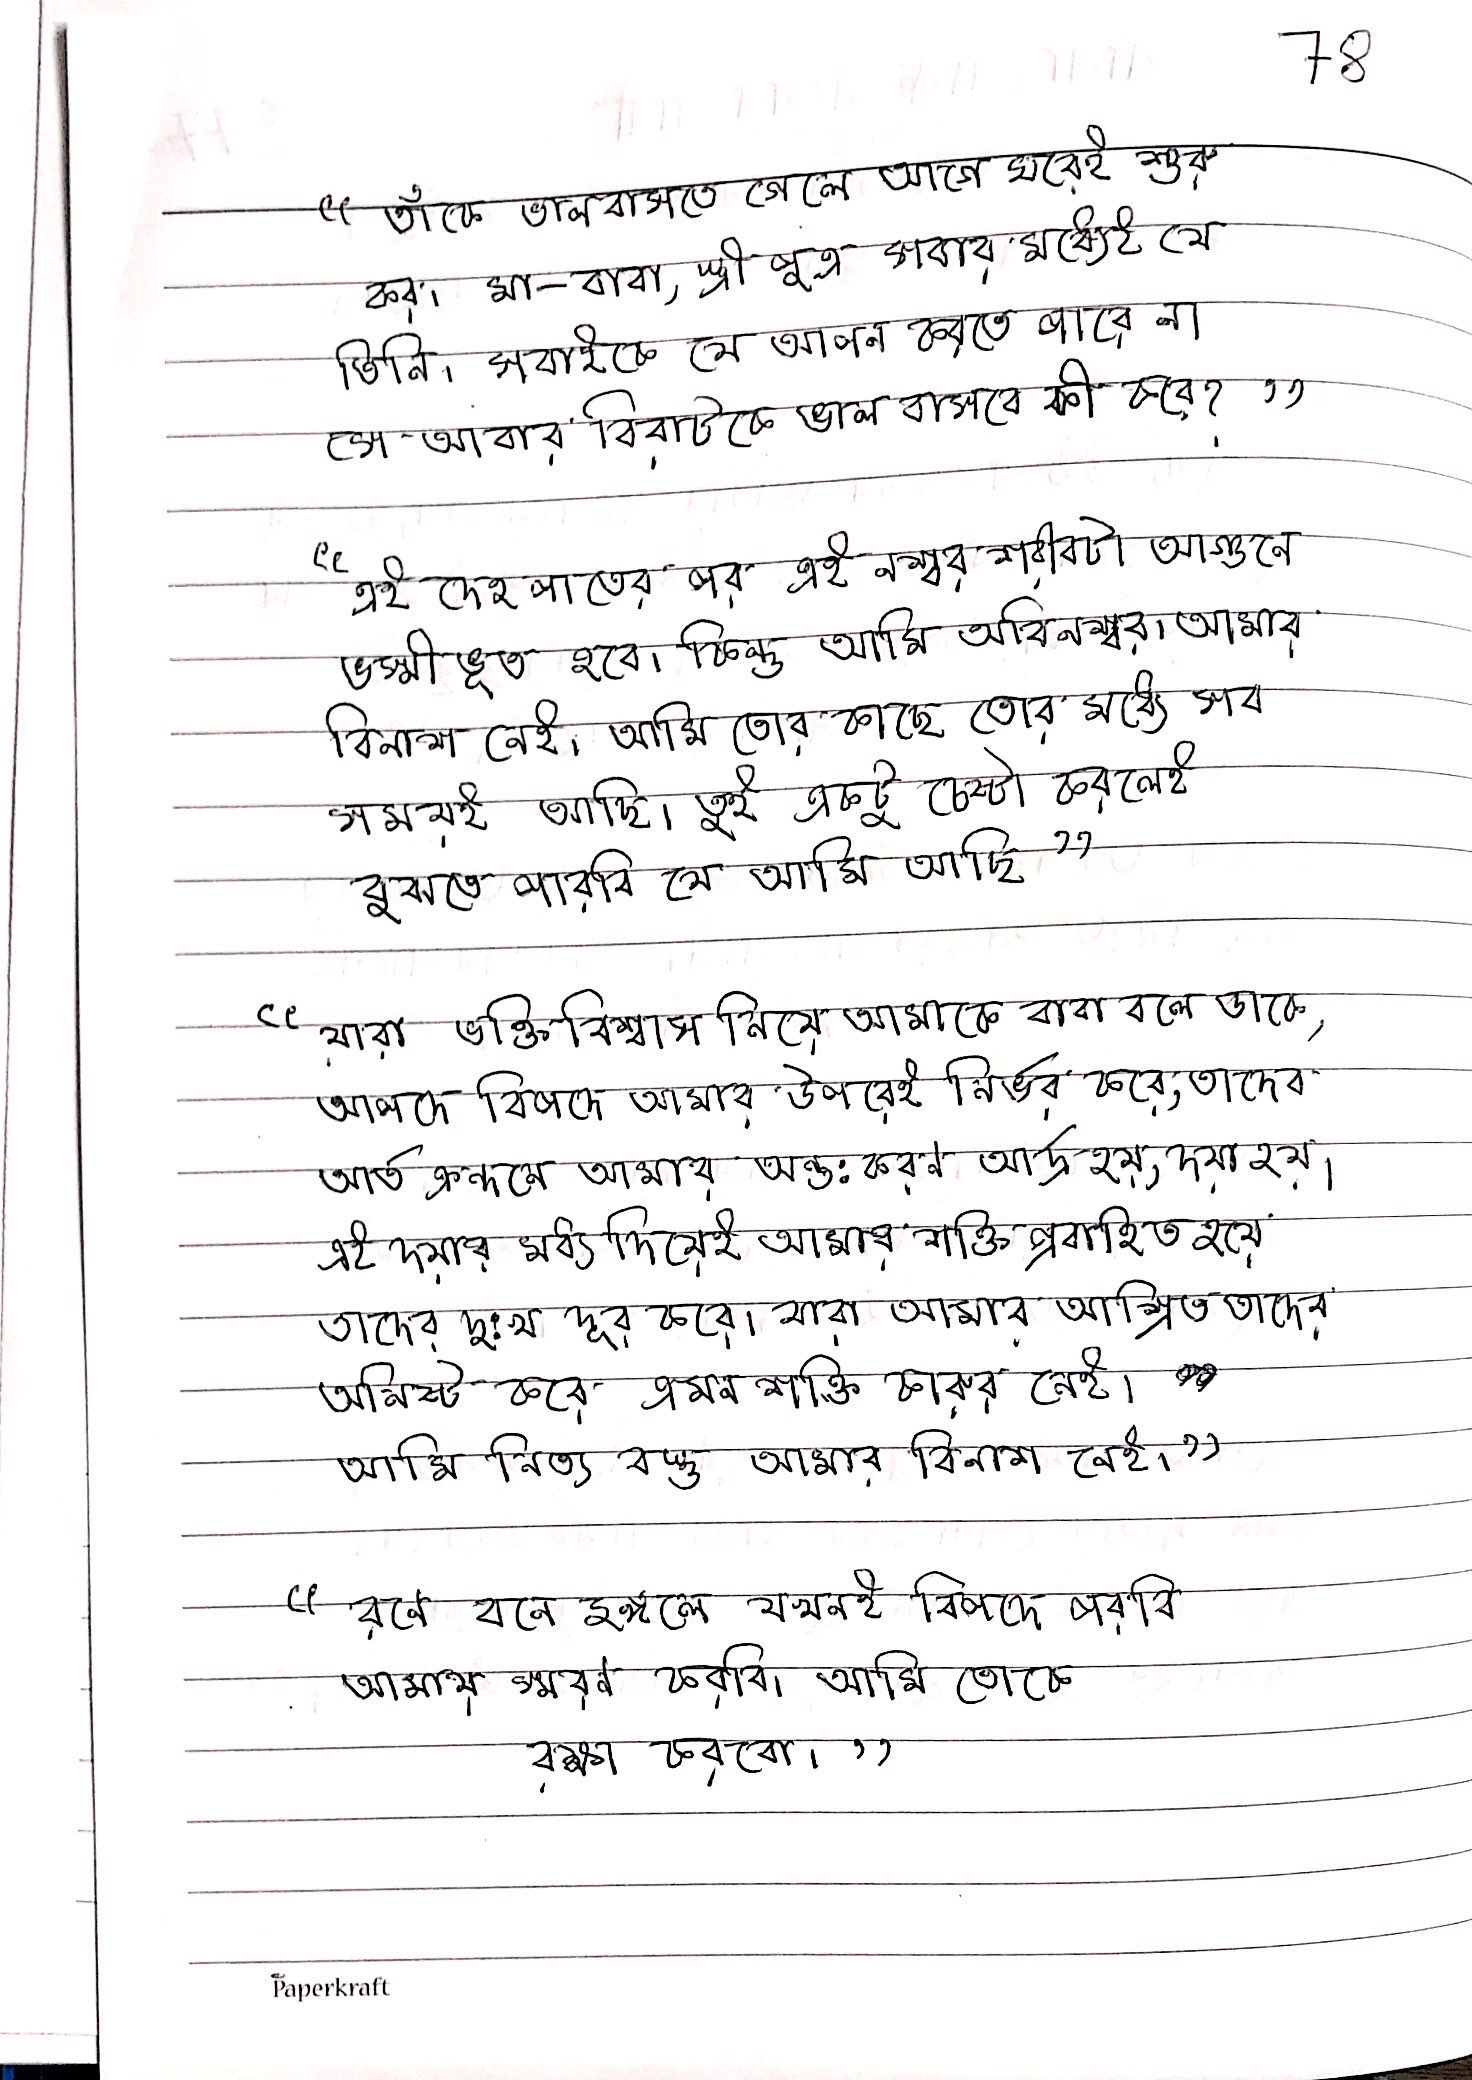 78
“ তাঁকে ভালবাসতে গেলে আগে ঘরেই শুরু
কর। মা-বাবা, স্ত্রী পুত্র সবার মধ্যেই যে
তিনি। সবাইকে যে আপন করতে পারে না
সে আবার বিরাটকে ভাল বাসবে কী করে? ”
“ এই দেহ পাতের পর এই নশ্বর শরীরটা আগুনে
ভস্মীভূত হবে। কিন্তু আমি অবিনশ্বর। আমার
বিনাশ নেই। আমি তোর কাছে তোর মধ্যে সব
সময়ই আছি। তুই একটু চেষ্টা করলেই
বুঝতে পারবি যে আমি আছি ”
“ যারা ভক্তি বিশ্বাস নিয়ে আমাকে বাবা বলে ডাকে,
আপদে বিপদে আমার উপরেই নির্ভর করে, তাদের
আর্ত ক্রন্দনে আমার অন্তঃকরণ আর্দ্র হয়, দয়া হয়।
এই দয়ার মধ্য দিয়েই আমার শক্তি প্রবাহিত হয়ে
তাদের দুঃখ দূর করে। যারা আমার আশ্রিত তাদের
অনিষ্ট করে এমন শক্তি কারুর নেই।
আমি নিত্য বস্তু আমার বিনাশ নেই। ”
“ রণে বনে জঙ্গলে যখনই বিপদে পরবি
আমায় স্মরণ করবি। আমি তোকে
রক্ষা করবো। ”
Paperkraft